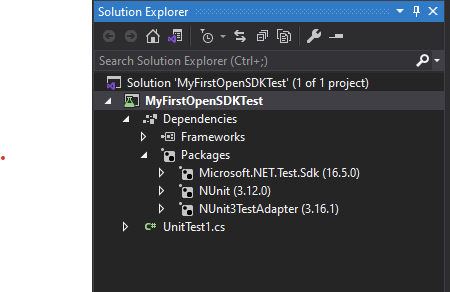 Solution Explorer
Search Solution Explorer (Ctrl+;)
Solution 'MyFirstOpenSDKTest' (1 of 1 project)
MyFirstOpenSDKTest
Dependencies
Frameworks
Packages
Microsoft.NET.Test.Sdk (16.5.0)
NUnit (3.12.0)
NUnit3TestAdapter (3.16.1)
C# UnitTest1.cs